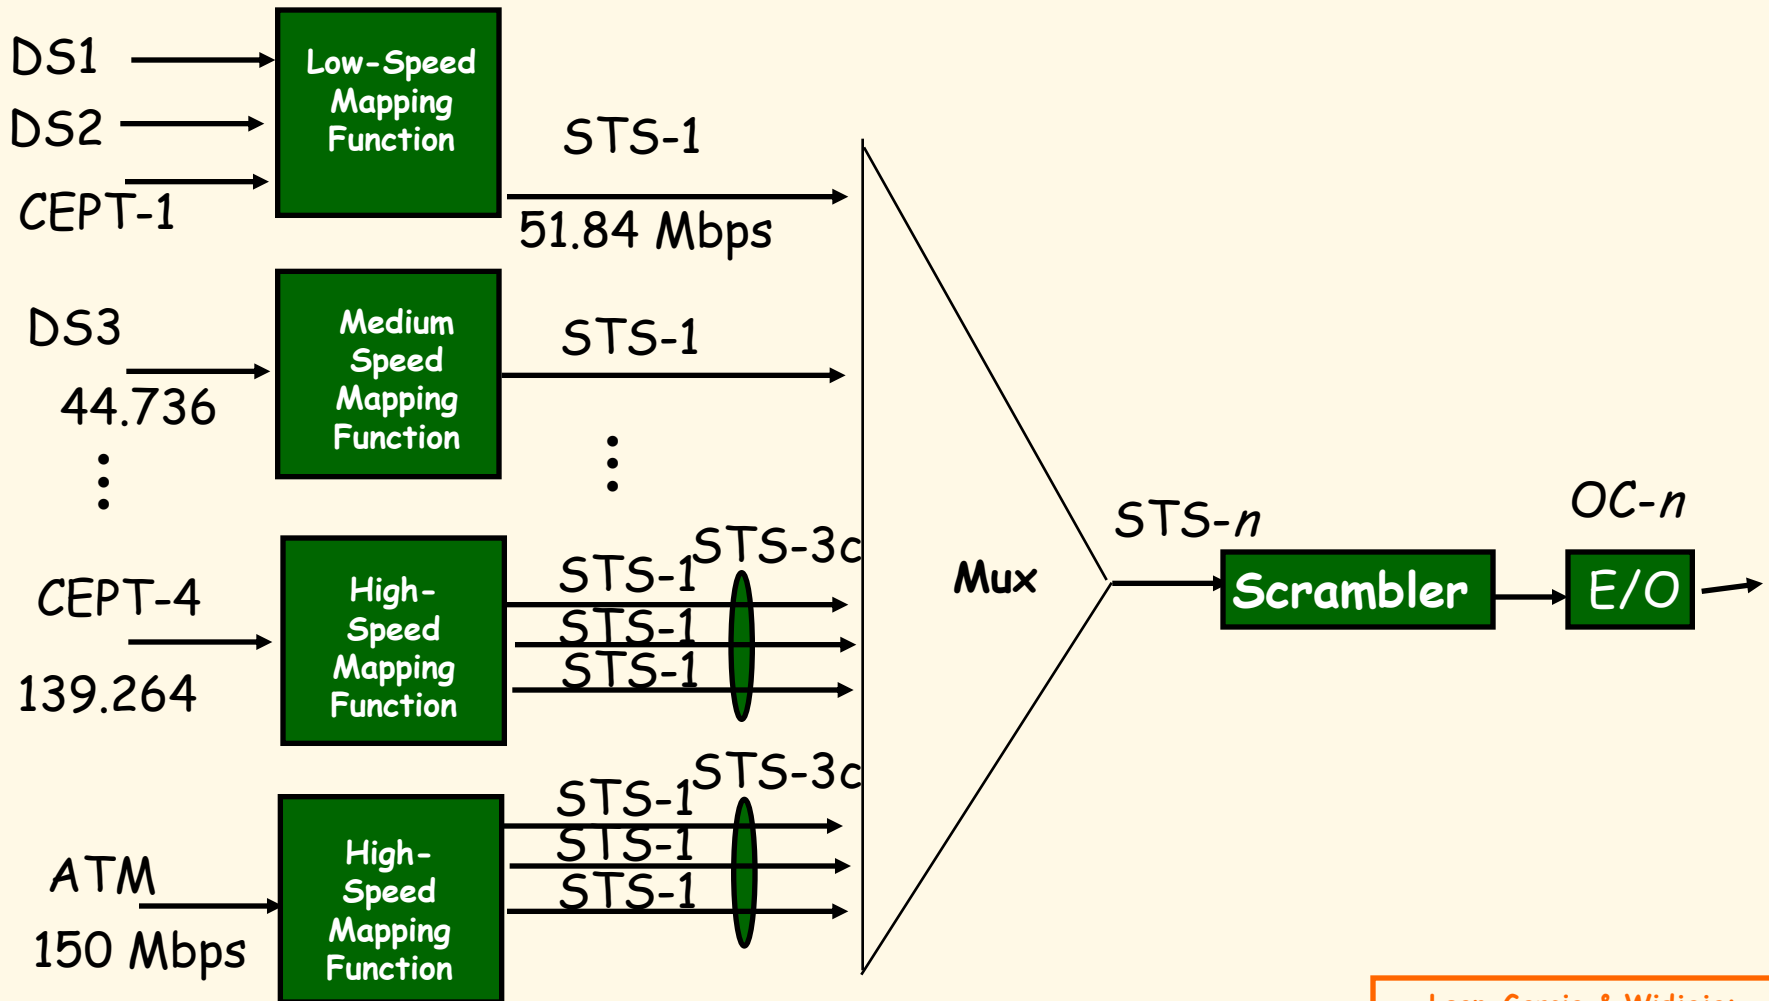 DS1
DS2
CEPT-1
Low-Speed
Mapping
Function
STS-1
51.84 Mbps
DS3
44.736
Medium
Speed
Mapping
Function
STS-1
CEPT-4
139.264
High-
Speed
Mapping
Function
STS-1
STS-1
STS-1
STS-3c
ATM
150 Mbps
High-
Speed
Mapping
Function
STS-1
STS-1
STS-1
STS-3c
Mux
STS-n
Scrambler
OC-n
E/O